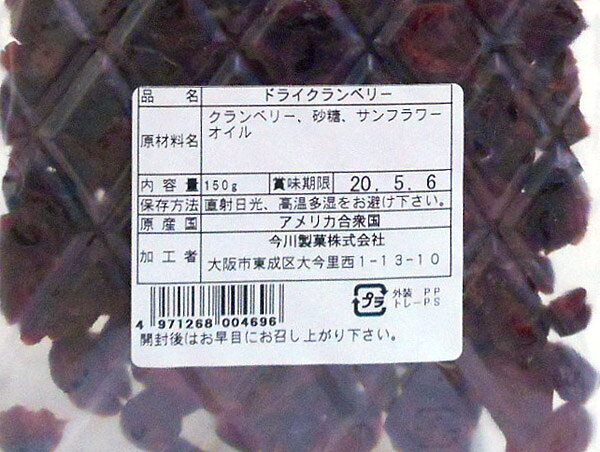 品名 ドライクランベリー
原材料名 クランベリー、砂糖、サンフラワー
オイル
内容量 150g 賞味期限 20.5.6
保存方法 直射日光、高温多湿をお避け下さい。
原産国 アメリカ合衆国
加工者 今川製菓株式会社
大阪市東成区大今里西1-13-10
プラ 外装 PP
トレーPS
4 971268 004696
開封後はお早目にお召し上がり下さい。